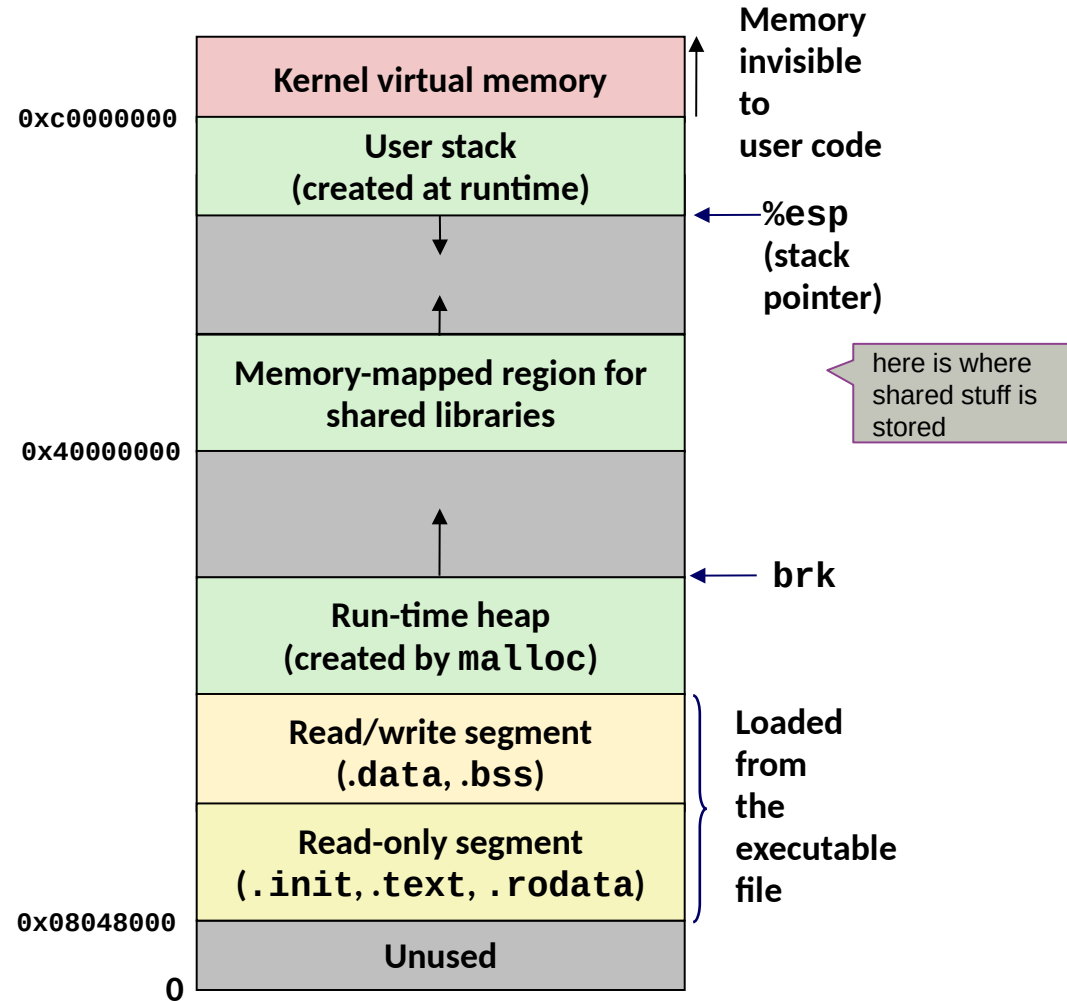 Memory
invisible
to
user code
Kernel virtual memory
0xc0000000
User stack
(created at runtime)
%esp
(stack
pointer)
Memory-mapped region for
shared libraries
here is where
shared stuff is
stored
0x40000000
brk
Run-time heap
(created by malloc)
Read/write segment
(.data, .bss)
Loaded
from
the
executable
file
Read-only segment
(.init, .text, .rodata)
0x08048000
Unused
0